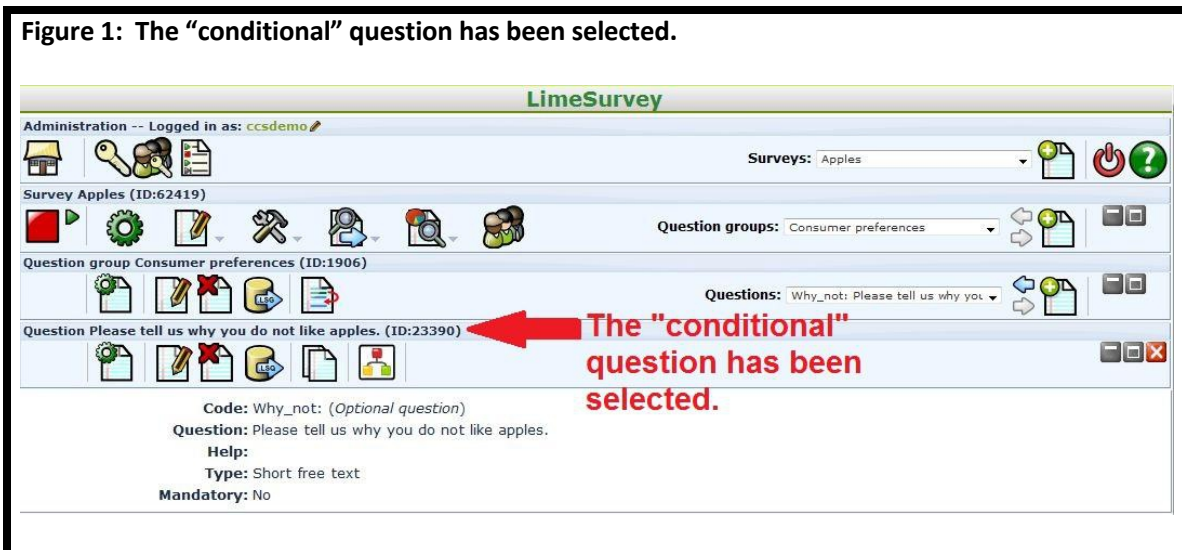 Figure 1: The “conditional” question has been selected.
LimeSurvey
Administration -- Logged in as: ccsdemo
Surveys: Apples
Survey Apples (ID:62419)
Question groups: Consumer preferences
Question group Consumer preferences (ID:1906)
.LSG
Questions: Why_not: Please tell us why you
Question Please tell us why you do not like apples. (ID:23390)
.LSQ
The "conditional"
question has been
selected.
Code: Why_not: (Optional question)
Question: Please tell us why you do not like apples.
Help:
Type: Short free text
Mandatory: No